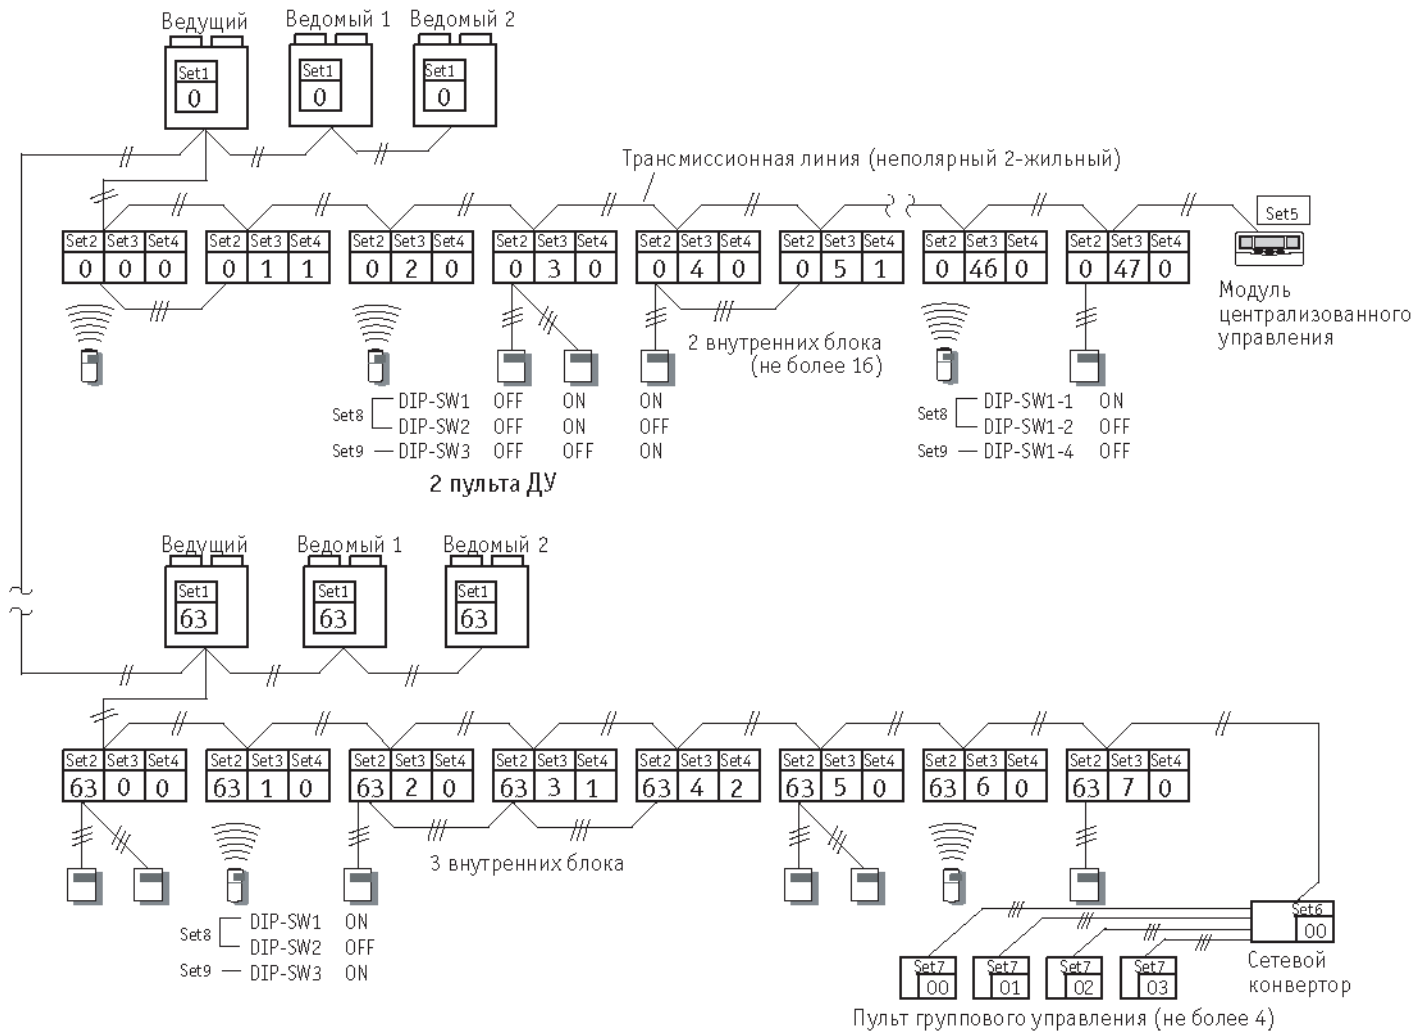 Ведущий Ведомый 1 Ведомый 2
Set1 Set1 Set1
0 0 0
Трансмиссионная линия (неполярный 2-жильный)
Set5
Set2 Set3 Set4 Set2 Set3 Set4 Set2 Set3 Set4 Set2 Set3 Set4 Set2 Set3 Set4 Set2 Set3 Set4 Set2 Set3 Set4 Set2 Set3 Set4
0 0 0 0 1 1 0 2 0 0 3 0 0 4 0 0 5 1 0 46 0 0 47 0
Модуль
централизованного
управления
2 внутренних блока
(не более 16)
Set8 DIP-SW1 OFF ON ON
DIP-SW2 OFF ON OFF
Set9 DIP-SW3 OFF OFF ON
Set8 DIP-SW1-1 ON
DIP-SW1-2 OFF
Set9 DIP-SW1-4 OFF
2 пульта ДУ
Ведущий Ведомый 1 Ведомый 2
Set1 Set1 Set1
63 63 63
Set2 Set3 Set4 Set2 Set3 Set4 Set2 Set3 Set4 Set2 Set3 Set4 Set2 Set3 Set4 Set2 Set3 Set4 Set2 Set3 Set4 Set2 Set3 Set4
63 0 0 63 1 0 63 2 0 63 3 1 63 4 2 63 5 0 63 6 0 63 7 0
3 внутренних блока
Set8 DIP-SW1 ON
DIP-SW2 OFF
Set9 DIP-SW3 ON
Set6
00
Сетевой
конвертор
Set7 Set7 Set7 Set7
00 01 02 03
Пульт группового управления (не более 4)